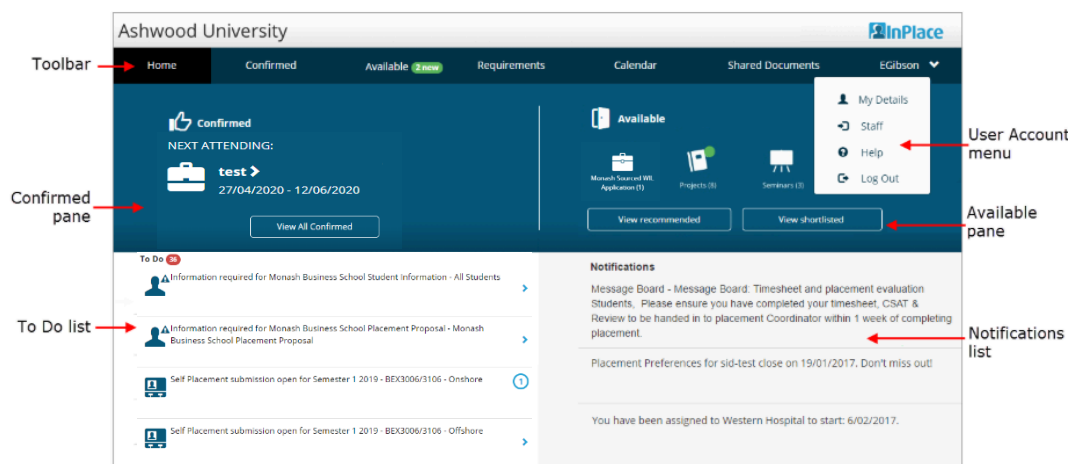 Ashwood University
InPlace
Toolbar
Home
Confirmed
Available 2 new
Requirements
Calendar
Shared Documents
EGibson
My Details
Staff
Help
Log Out
User Account
menu
Confirmed
NEXT ATTENDING:
test
27/04/2020 - 12/06/2020
View All Confirmed
Confirmed
pane
Available
Monash Sourced WIL
Application (1)
Projects (8)
Seminars (3)
View recommended
View shortlisted
Available
pane
To Do 36
Information required for Monash Business School Student Information - All Students
Information required for Monash Business School Placement Proposal - Monash
Business School Placement Proposal
To Do list
Self Placement submission open for Semester 1 2019 - BEX3006/3106 - Onshore
1
Self Placement submission open for Semester 1 2019 - BEX3006/3106 - Offshore
Notifications
Message Board - Message Board: Timesheet and placement evaluation
Students, Please ensure you have completed your timesheet, CSAT &
Review to be handed in to placement Coordinator within 1 week of completing
placement.
Notifications
list
Placement Preferences for sid-test close on 19/01/2017. Don't miss out!
You have been assigned to Western Hospital to start: 6/02/2017.